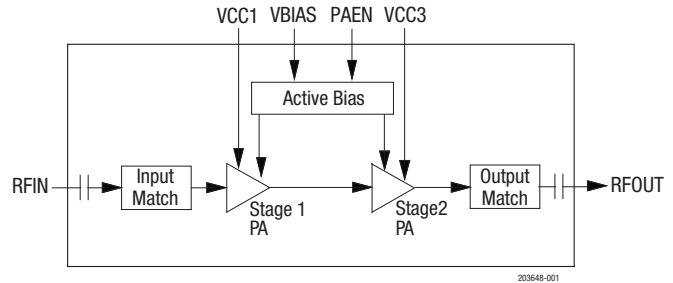 VCC1 VBIAS PAEN VCC3
Active Bias
RFIN
Input
Match
Stage 1
PA
Stage2
PA
Output
Match
RFOUT
203648-001